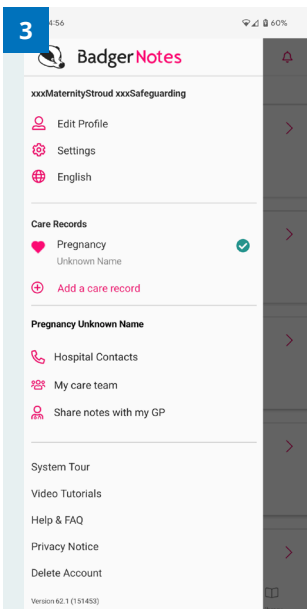 3
4:56
60%
BadgerNotes
xxxMaternityStroud xxxSafeguarding
Edit Profile
Settings
English
Care Records
Pregnancy
Unknown Name
Add a care record
Pregnancy Unknown Name
Hospital Contacts
My care team
Share notes with my GP
System Tour
Video Tutorials
Help & FAQ
Privacy Notice
Delete Account
Version 62.1 (151453)